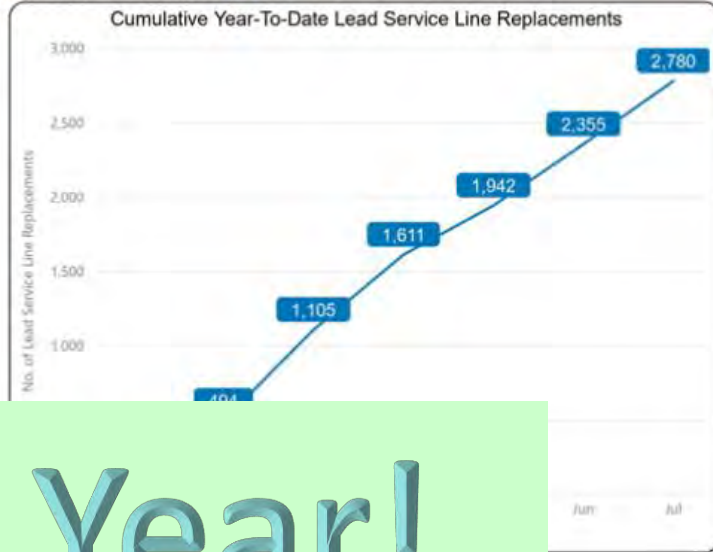 Cumulative Year-To-Date Lead Service Line Replacements
3,000
2,780
2,500
2,355
2,000
1,942
1,611
1,500
1,105
1,000
494
No. of Lead Service Line Replacements
Jun
Jul
Year!